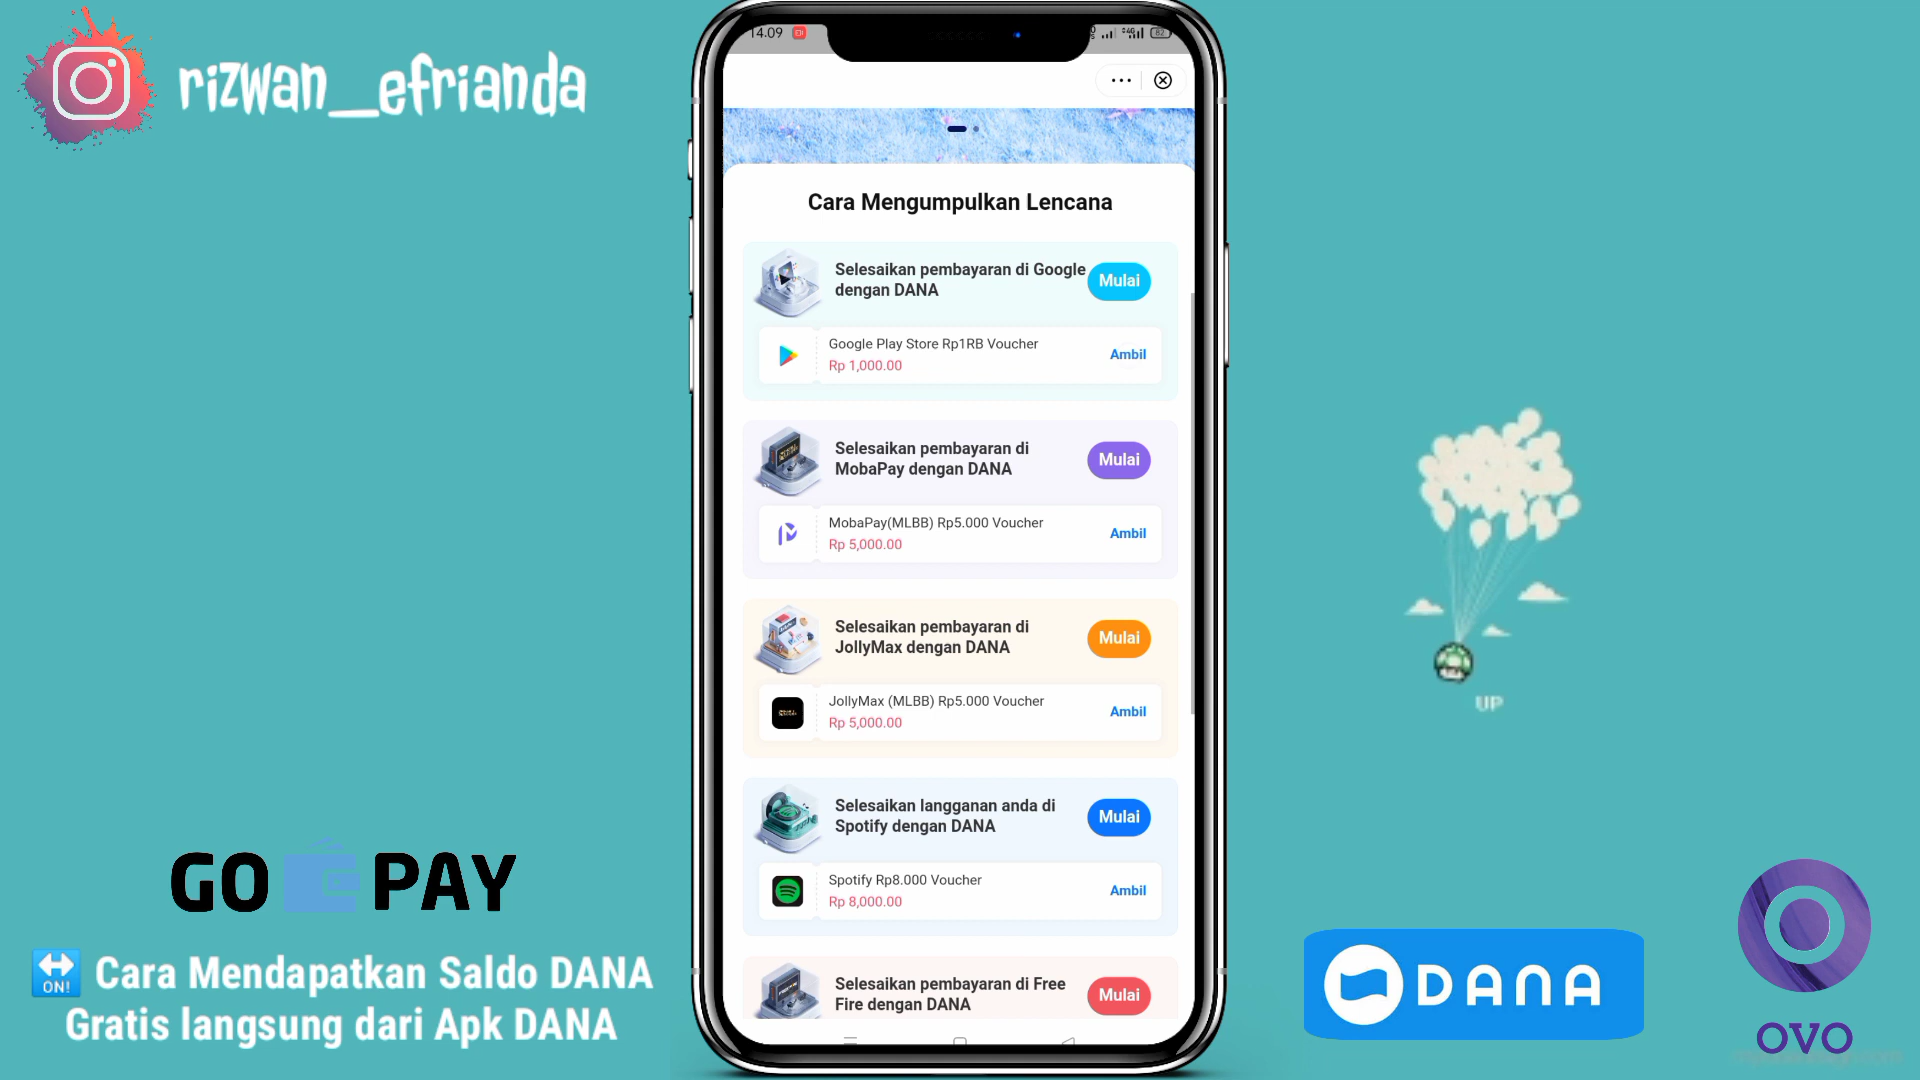 rizwan__efrianda
14.09
82
Cara Mengumpulkan Lencana
Selesaikan pembayaran di Google
dengan DANA
Mulai
Google Play Store Rp1RB Voucher
Rp 1,000.00
Ambil
Selesaikan pembayaran di
MobaPay dengan DANA
Mulai
MobaPay(MLBB) Rp5.000 Voucher
Rp 5,000.00
Ambil
Selesaikan pembayaran di
JollyMax dengan DANA
Mulai
JollyMax (MLBB) Rp5.000 Voucher
Rp 5,000.00
Ambil
Selesaikan langganan anda di
Spotify dengan DANA
Mulai
Spotify Rp8.000 Voucher
Rp 8,000.00
Ambil
Selesaikan pembayaran di Free
Fire dengan DANA
Mulai
UP
GO PAY
ON! Cara Mendapatkan Saldo DANA
Gratis langsung dari Apk DANA
DANA
OVO